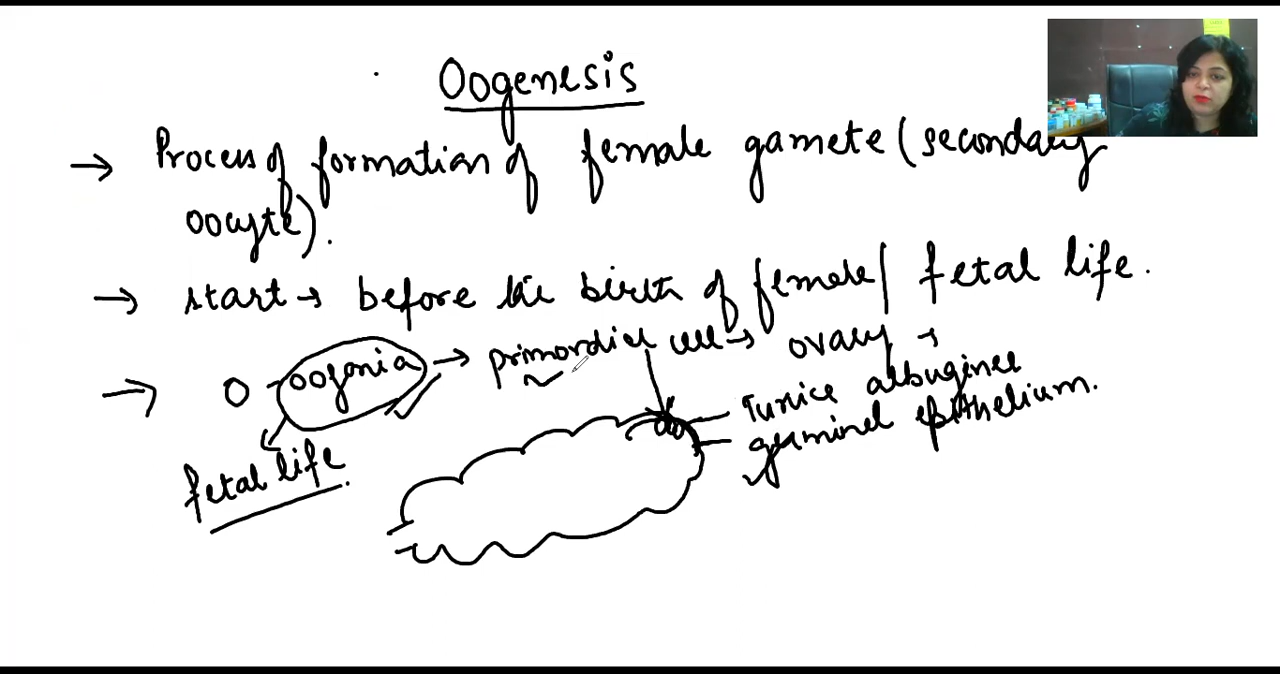 Oogenesis
→ Process of formation of female gamete (secondary
oocyte).
→ start → before the birth of female/ fetal life.
→ O - oogonia → primordial cell → ovary →
Tunica albuginea
germinal epithelium.
fetal life.